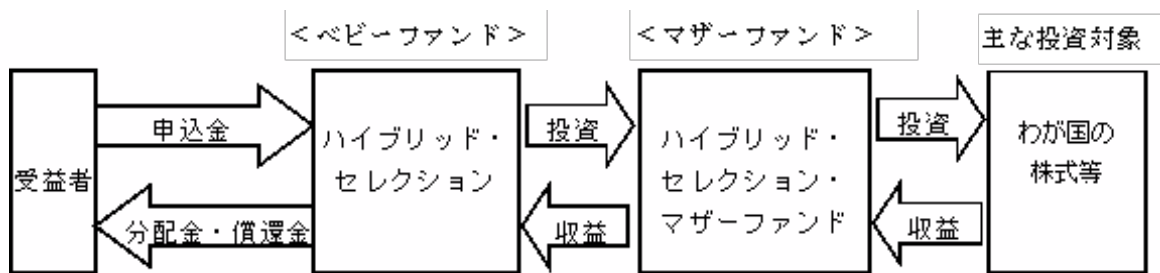 ＜ベビーファンド＞
＜マザーファンド＞
主な投資対象
受益者
申込金
分配金・償還金
ハイブリッド・
セレクション
投資
収益
ハイブリッド・
セレクション・
マザーファンド
投資
収益
わが国の
株式等